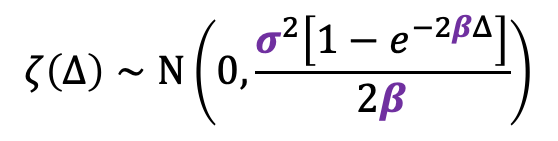 ζ(Δ) ~ N(0, σ²[1 − e^{−2βΔ}] / 2β)